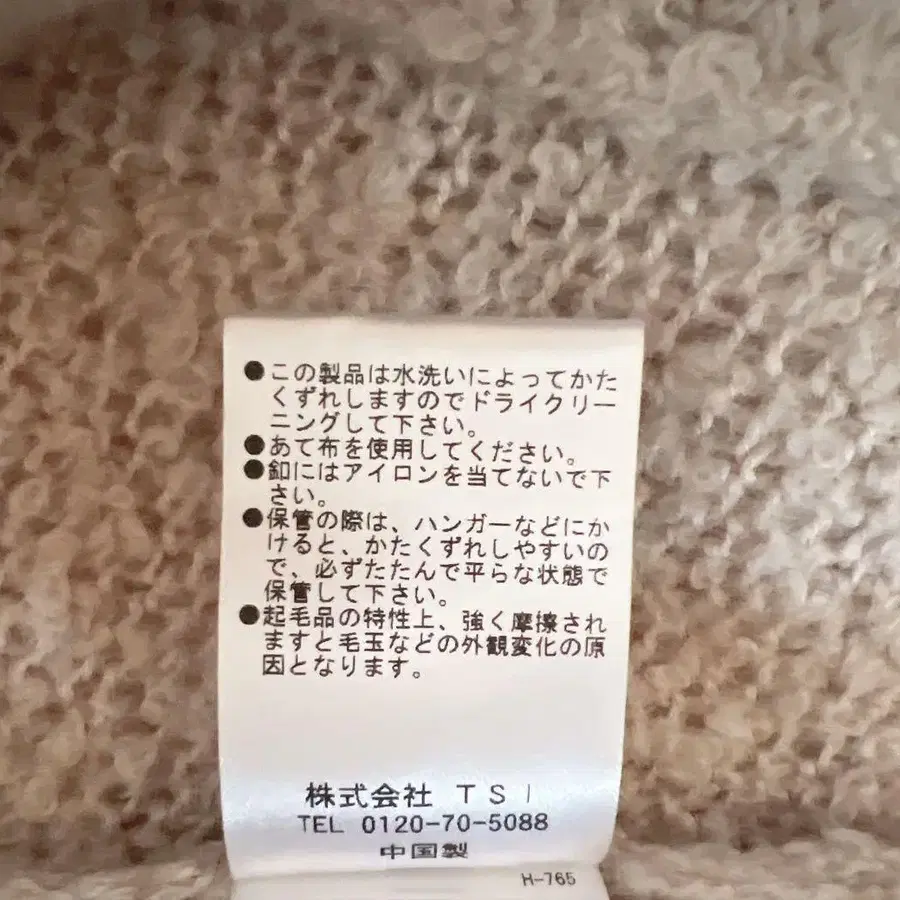 ●この製品は水洗いによってかた
くずれしますのでドライクリー
ニングして下さい。
●あて布を使用してください。
●釦にはアイロンを当てないで下
さい。
●保管の際は、ハンガーなどにか
けると、かたくずれしやすいの
で、必ずたたんで平らな状態で
保管して下さい。
●起毛品の特性上、強く摩擦され
ますと毛玉などの外観変化の原
因となります。
株式会社 TSI
TEL 0120-70-5088
中国製
H-765